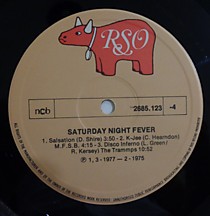 RSO
ncb
2685.123 -4
SATURDAY NIGHT FEVER
1. Salsation (D. Shire) 3:50 - 2. K-Jee (C. Hearndon)
M.F.S.B. 4:15 - 3. Disco Inferno (L. Green/
R. Kersey) The Trammps 10:52
℗ 1, 3 - 1977 - 2 - 1975